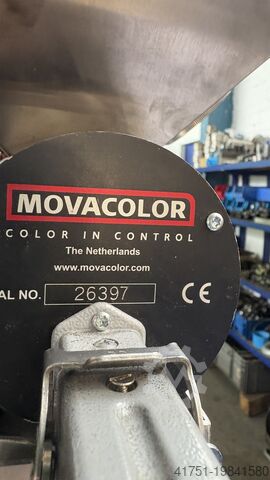 MOVACOLOR
COLOR IN CONTROL
The Netherlands
www.movacolor.com
AL NO. 26397 CE
41751-19841580